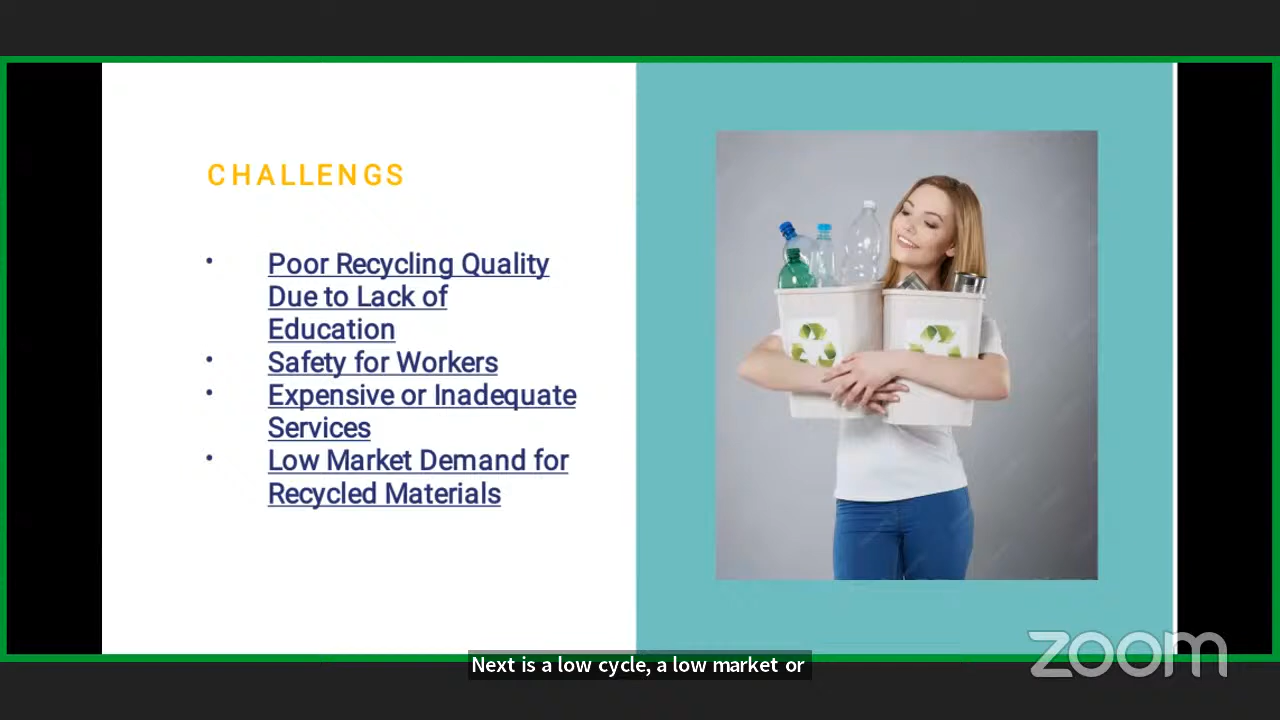 CHALLENGS
• Poor Recycling Quality
Due to Lack of
Education
• Safety for Workers
• Expensive or Inadequate
Services
• Low Market Demand for
Recycled Materials
zoom
Next is a low cycle, a low market or